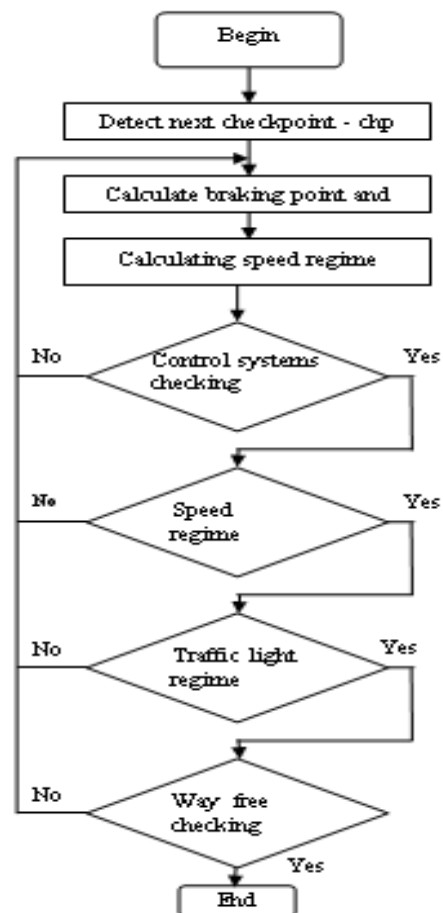 Begin
Detect next checkpoint - chp
Calculate braking point and
Calculating speed regime
No
Control systems
checking
Yes
No
Speed
regime
Yes
No
Traffic light
regime
Yes
No
Way free
checking
Yes
End